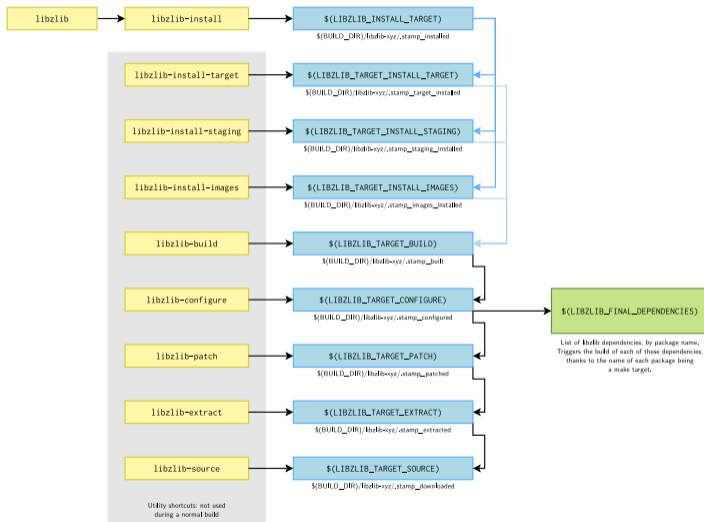 libzlib
libzlib-install
$(LIBZLIB_INSTALL_TARGET)
$(BUILD_DIR)/libzlib-xyz/.stamp_installed
libzlib-install-target
$(LIBZLIB_TARGET_INSTALL_TARGET)
$(BUILD_DIR)/libzlib-xyz/.stamp_target_installed
libzlib-install-staging
$(LIBZLIB_TARGET_INSTALL_STAGING)
$(BUILD_DIR)/libzlib-xyz/.stamp_staging_installed
libzlib-install-images
$(LIBZLIB_TARGET_INSTALL_IMAGES)
$(BUILD_DIR)/libzlib-xyz/.stamp_images_installed
libzlib-build
$(LIBZLIB_TARGET_BUILD)
$(BUILD_DIR)/libzlib-xyz/.stamp_built
libzlib-configure
$(LIBZLIB_TARGET_CONFIGURE)
$(BUILD_DIR)/libzlib-xyz/.stamp_configured
$(LIBZLIB_FINAL_DEPENDENCIES)
List of libzlib dependencies, by package name.
Triggers the build of each of these dependencies,
thanks to the name of each package being
a make target.
libzlib-patch
$(LIBZLIB_TARGET_PATCH)
$(BUILD_DIR)/libzlib-xyz/.stamp_patched
libzlib-extract
$(LIBZLIB_TARGET_EXTRACT)
$(BUILD_DIR)/libzlib-xyz/.stamp_extracted
libzlib-source
$(LIBZLIB_TARGET_SOURCE)
$(BUILD_DIR)/libzlib-xyz/.stamp_downloaded
Utility shortcuts: not used
during a normal build